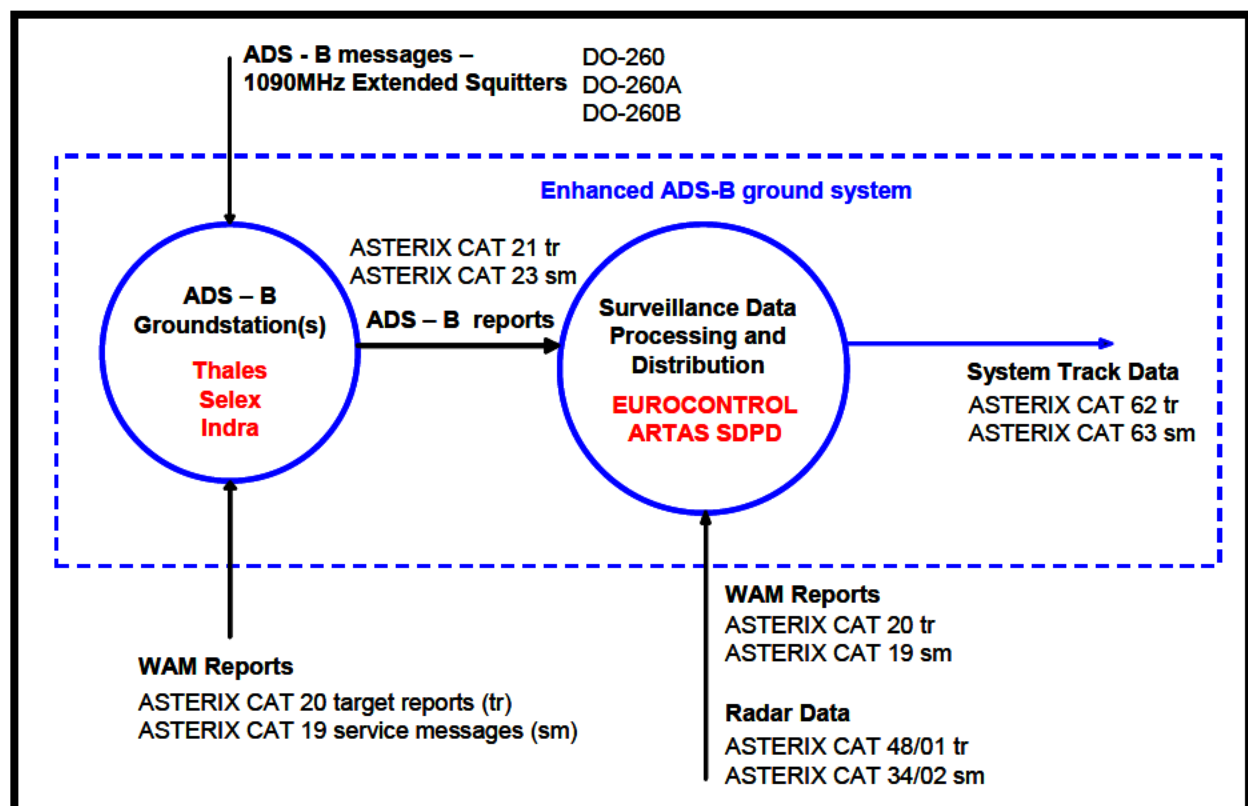 ADS - B messages –
1090MHz Extended Squitters
DO-260
DO-260A
DO-260B
Enhanced ADS-B ground system
ADS – B
Groundstation(s)
Thales
Selex
Indra
ASTERIX CAT 21 tr
ASTERIX CAT 23 sm
ADS – B reports
Surveillance Data
Processing and
Distribution
EUROCONTROL
ARTAS SDPD
System Track Data
ASTERIX CAT 62 tr
ASTERIX CAT 63 sm
WAM Reports
ASTERIX CAT 20 target reports (tr)
ASTERIX CAT 19 service messages (sm)
WAM Reports
ASTERIX CAT 20 tr
ASTERIX CAT 19 sm
Radar Data
ASTERIX CAT 48/01 tr
ASTERIX CAT 34/02 sm